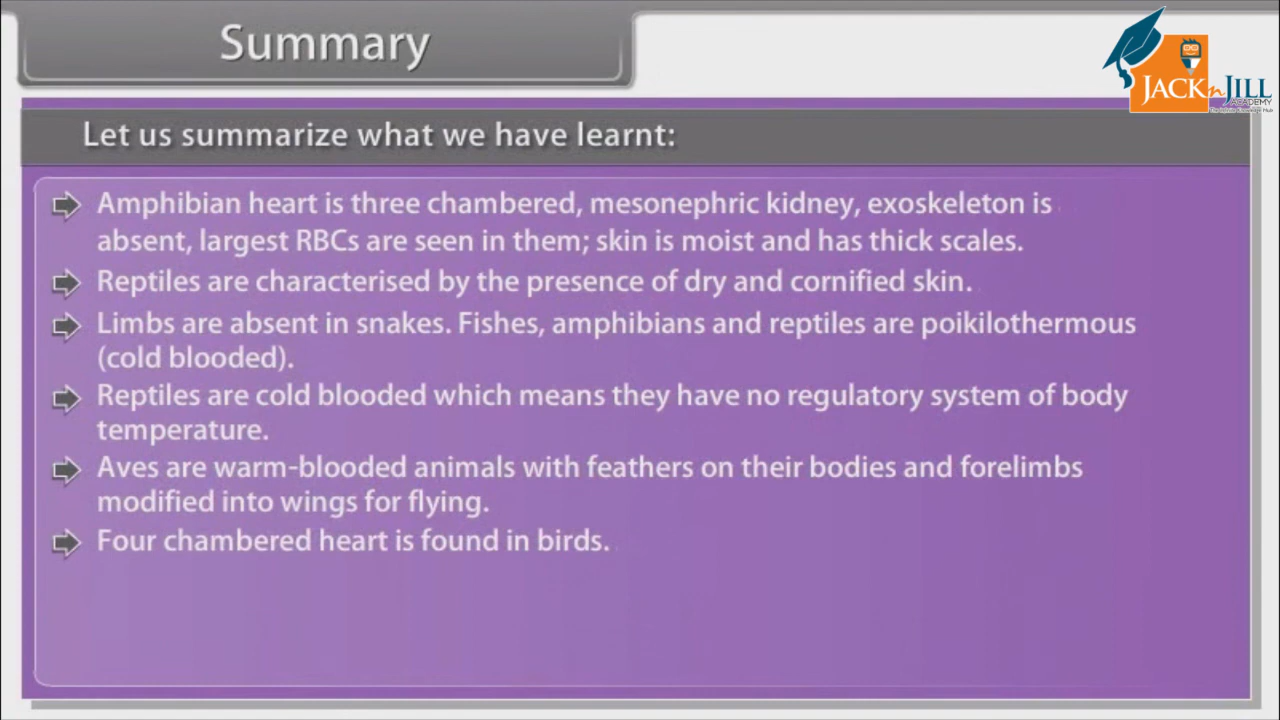 Summary
JACK n JILL
ACADEMY
Let us summarize what we have learnt:
Amphibian heart is three chambered, mesonephric kidney, exoskeleton is
absent, largest RBCs are seen in them; skin is moist and has thick scales.
Reptiles are characterised by the presence of dry and cornified skin.
Limbs are absent in snakes. Fishes, amphibians and reptiles are poikilothermous
(cold blooded).
Reptiles are cold blooded which means they have no regulatory system of body
temperature.
Aves are warm-blooded animals with feathers on their bodies and forelimbs
modified into wings for flying.
Four chambered heart is found in birds.